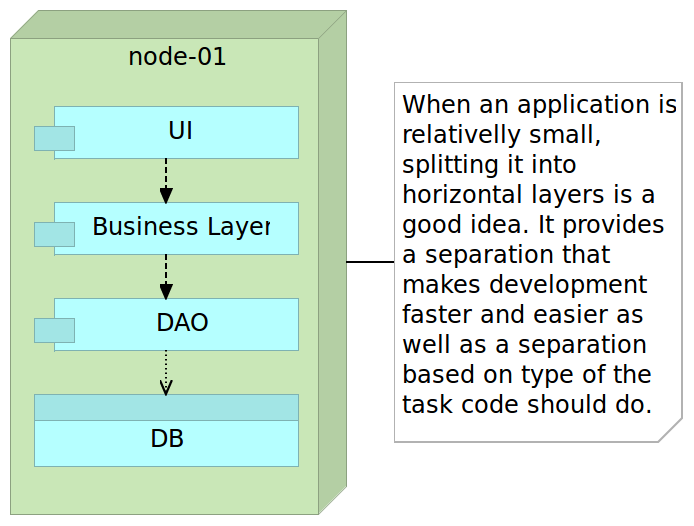 node-01
UI
Business Layer
DAO
DB
When an application is
relativelly small,
splitting it into
horizontal layers is a
good idea. It provides
a separation that
makes development
faster and easier as
well as a separation
based on type of the
task code should do.